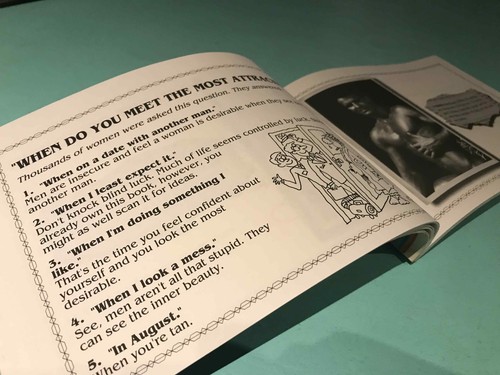 "WHEN DO YOU MEET THE MOST
Thousands of women were asked this question. They
1. "When on a date with another man."
Men are insecure and feel a woman is desirable when they
another man.
2. "When I least expect it."
Don't knock blind luck. Much of life seems controlled by luck.
already own this book, however, you
might as well scan it for ideas.
3. "When I'm doing something I
like."
That's the time you feel confident about
yourself and you look the most
desirable.
4. "When I look a mess."
See, men aren't all that stupid. They
can see the inner beauty.
5. "In August."
When you're tan.